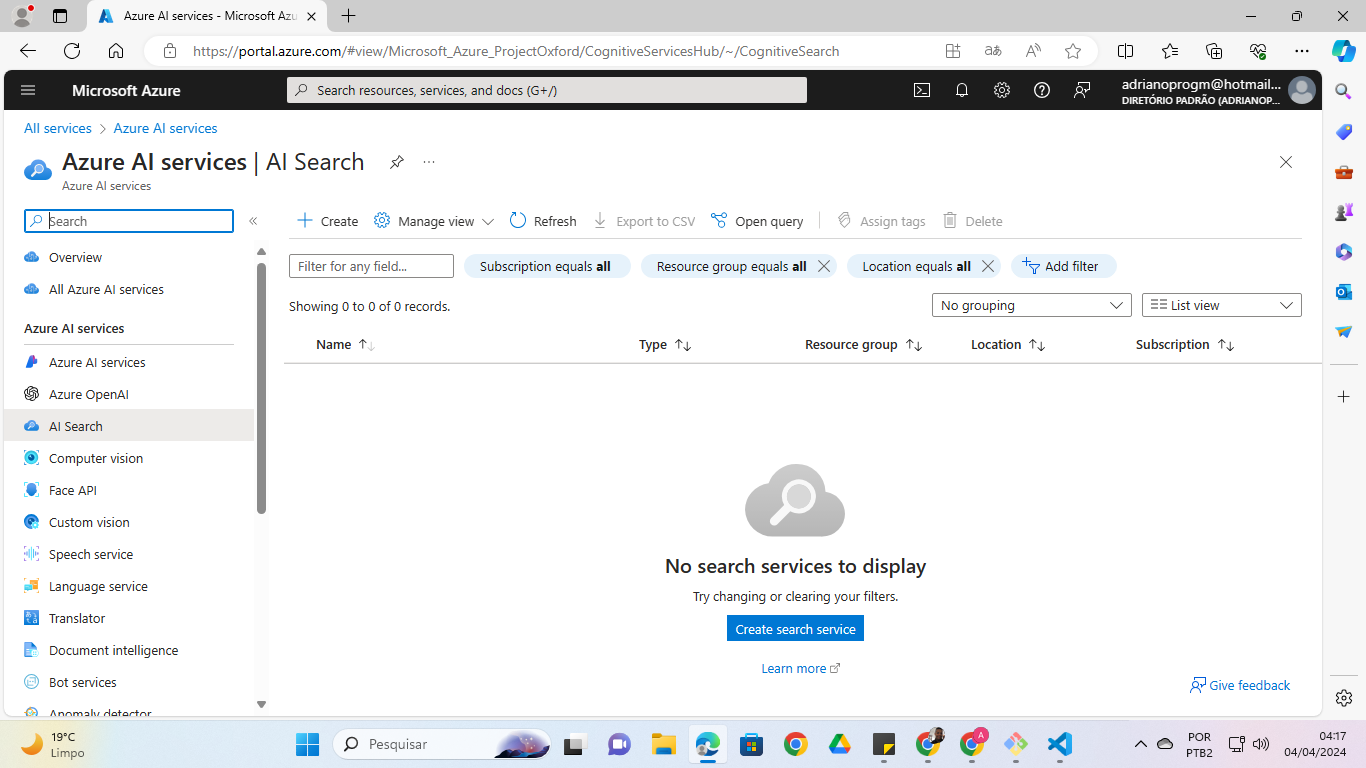 Azure AI services - Microsoft Azu
https://portal.azure.com/#view/Microsoft_Azure_ProjectOxford/CognitiveServicesHub/~/CognitiveSearch
Microsoft Azure
Search resources, services, and docs (G+/)
adrianoprogm@hotmail...
DIRETÓRIO PADRÃO (ADRIANOP...
All services > Azure AI services
Azure AI services | AI Search
Azure AI services
Search
Overview
All Azure AI services
Azure AI services
Azure AI services
Azure OpenAI
AI Search
Computer vision
Face API
Custom vision
Speech service
Language service
Translator
Document intelligence
Bot services
Anomaly detector
Create Manage view Refresh Export to CSV Open query Assign tags Delete
Filter for any field... Subscription equals all Resource group equals all Location equals all Add filter
Showing 0 to 0 of 0 records. No grouping List view
Name Type Resource group Location Subscription
No search services to display
Try changing or clearing your filters.
Create search service
Learn more
Give feedback
19°C
Limpo
Pesquisar
A
POR
PTB2
04:17
04/04/2024